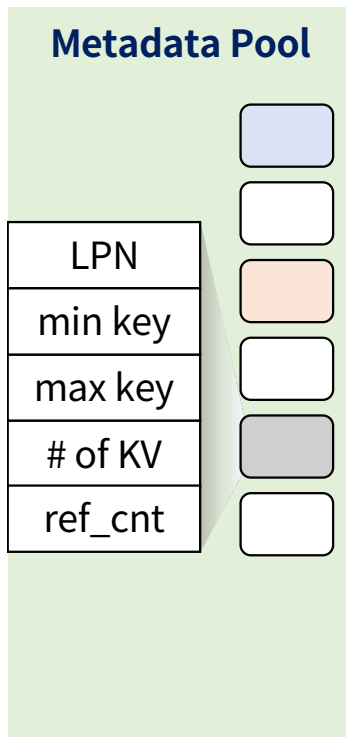 Metadata Pool
LPN
min key
max key
# of KV
ref_cnt